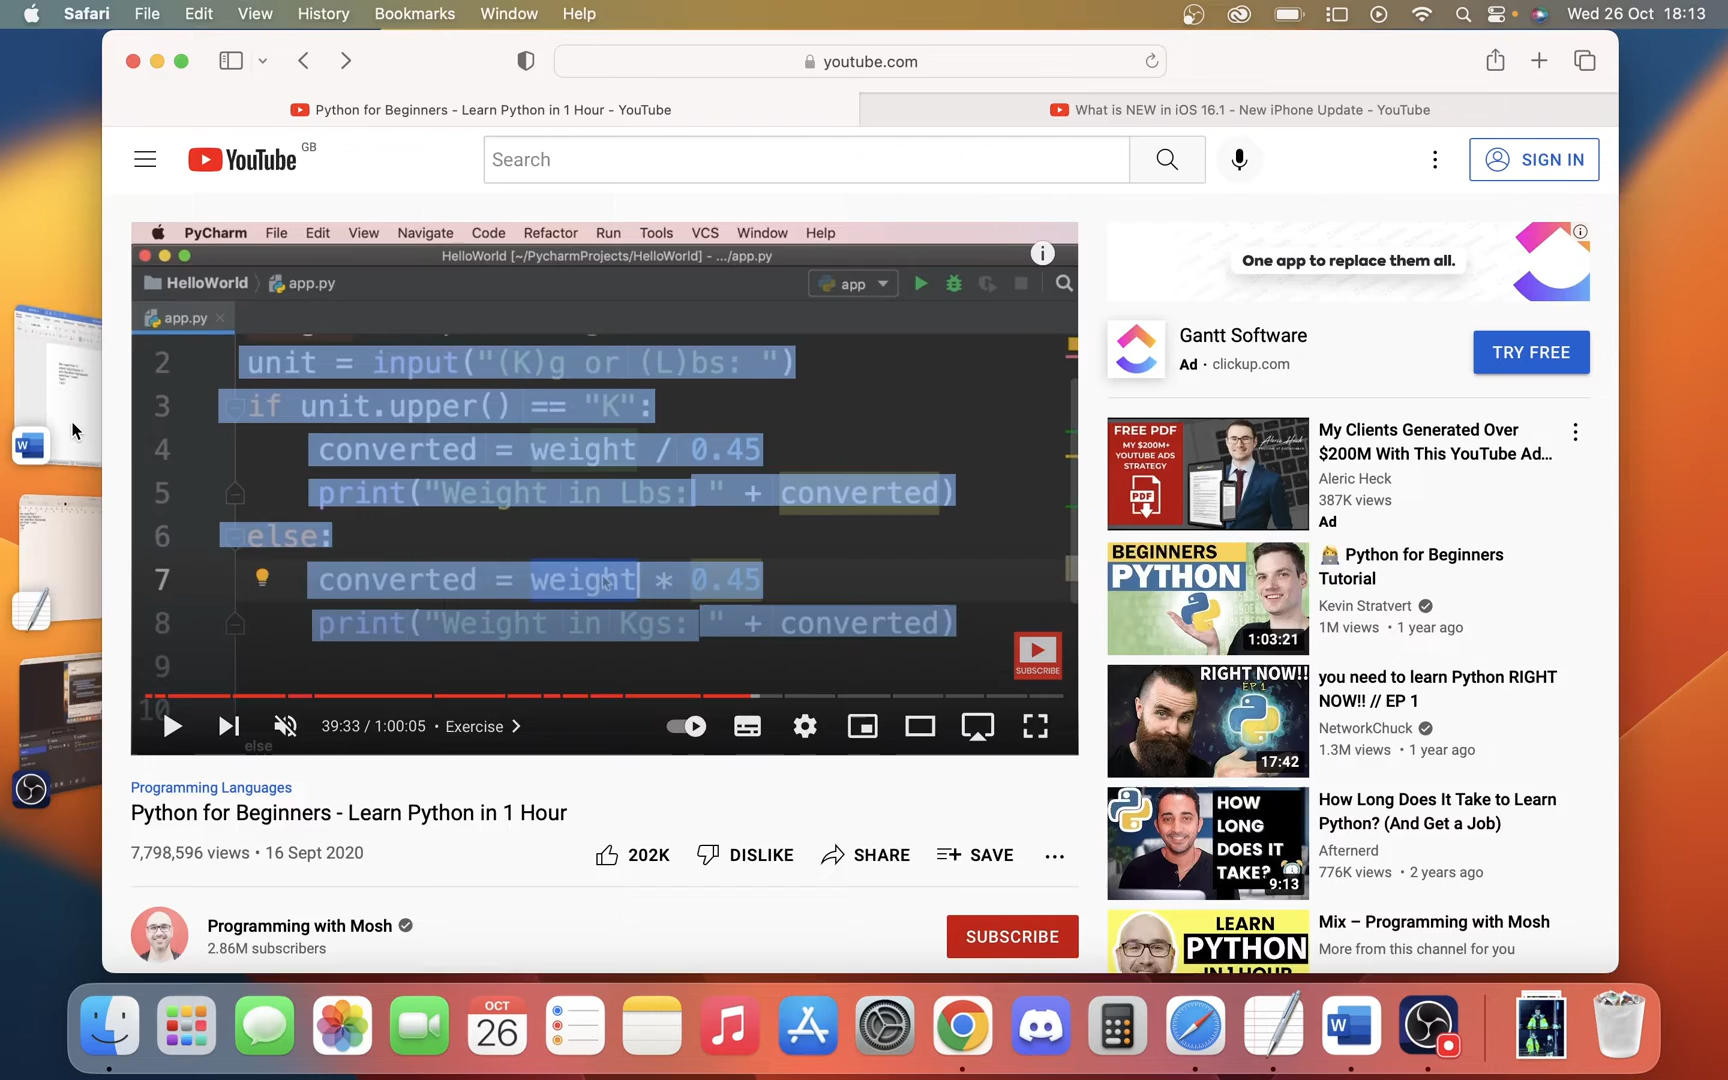 Safari File Edit View History Bookmarks Window Help Wed 26 Oct 18:13
youtube.com
Python for Beginners - Learn Python in 1 Hour - YouTube
What is NEW in iOS 16.1 - New iPhone Update - YouTube
YouTube GB
Search
SIGN IN
PyCharm File Edit View Navigate Code Refactor Run Tools VCS Window Help
HelloWorld [~/PycharmProjects/HelloWorld] - .../app.py
HelloWorld app.py
app
app.py
2 unit = input("(K)g or (L)bs: ")
3 if unit.upper() == "K":
4 converted = weight / 0.45
5 print("Weight in Lbs: " + converted)
6 else:
7 converted = weight * 0.45
8 print("Weight in Kgs: " + converted)
9
10
SUBSCRIBE
39:33 / 1:00:05 • Exercise
else
Programming Languages
Python for Beginners - Learn Python in 1 Hour
7,798,596 views • 16 Sept 2020
202K DISLIKE SHARE SAVE
Programming with Mosh
2.86M subscribers
SUBSCRIBE
One app to replace them all.
Gantt Software
Ad · clickup.com
TRY FREE
FREE PDF
MY $200M+
YOUTUBE ADS
STRATEGY
PDF
Aleric Heck
My Clients Generated Over
$200M With This YouTube Ad...
Aleric Heck
387K views
Ad
BEGINNERS
PYTHON
1:03:21
Python for Beginners
Tutorial
Kevin Stratvert
1M views • 1 year ago
RIGHT NOW!!
EP 1
17:42
you need to learn Python RIGHT
NOW!! // EP 1
NetworkChuck
1.3M views • 1 year ago
HOW
LONG
DOES IT
TAKE?
9:13
How Long Does It Take to Learn
Python? (And Get a Job)
Afternerd
776K views • 2 years ago
LEARN
PYTHON
IN 1 HOUR
Mix – Programming with Mosh
More from this channel for you
W
OCT
26
W